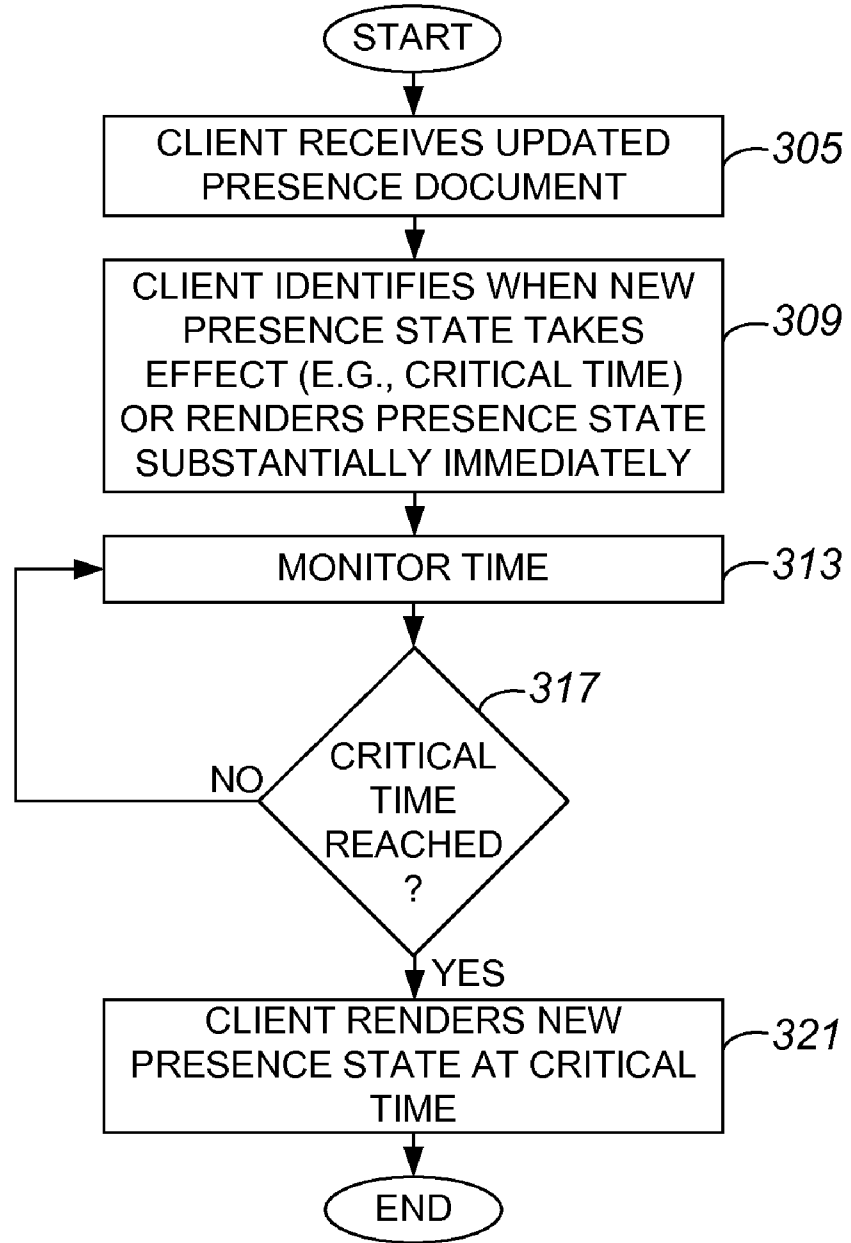 START
CLIENT RECEIVES UPDATED
PRESENCE DOCUMENT
305
CLIENT IDENTIFIES WHEN NEW
PRESENCE STATE TAKES
EFFECT (E.G., CRITICAL TIME)
OR RENDERS PRESENCE STATE
SUBSTANTIALLY IMMEDIATELY
309
MONITOR TIME
313
317
CRITICAL
TIME
REACHED
?
NO
YES
CLIENT RENDERS NEW
PRESENCE STATE AT CRITICAL
TIME
321
END